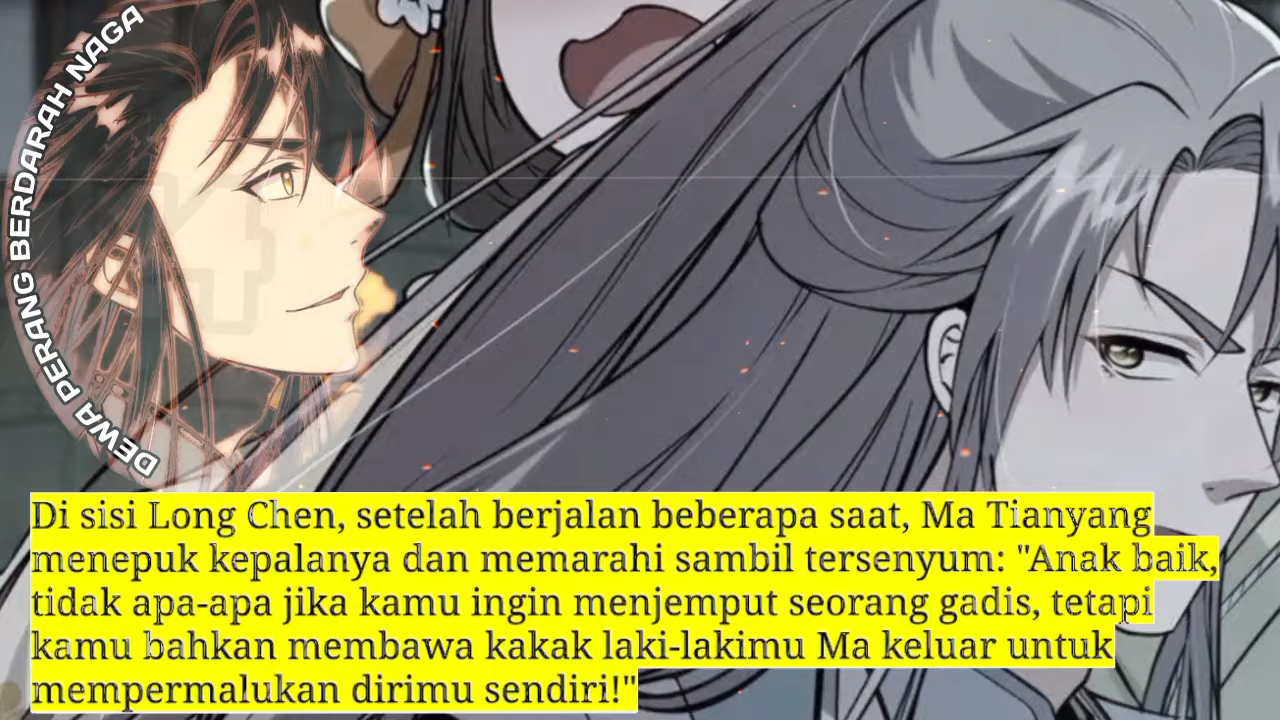 DEWA PERANG BERDARAH NAGA
Di sisi Long Chen, setelah berjalan beberapa saat, Ma Tianyang
menepuk kepalanya dan memarahi sambil tersenyum: "Anak baik,
tidak apa-apa jika kamu ingin menjemput seorang gadis, tetapi
kamu bahkan membawa kakak laki-lakimu Ma keluar untuk
mempermalukan dirimu sendiri!"